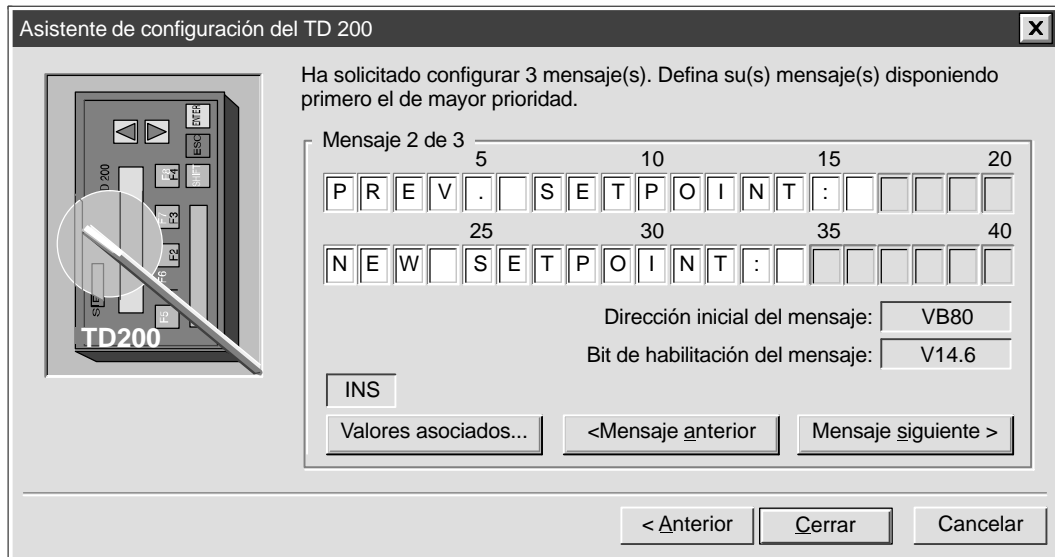 Asistente de configuración del TD 200
X
Ha solicitado configurar 3 mensaje(s). Defina su(s) mensaje(s) disponiendo
primero el de mayor prioridad.
ENTER
ESC
SHIFT
F8
F4
F7
F3
F2
F6
F5
TD200
Mensaje 2 de 3
5 10 15 20
PREV. SETPOINT:
25 30 35 40
NEW SETPOINT:
Dirección inicial del mensaje: VB80
Bit de habilitación del mensaje: V14.6
INS
Valores asociados... <Mensaje anterior Mensaje siguiente >
< Anterior Cerrar Cancelar